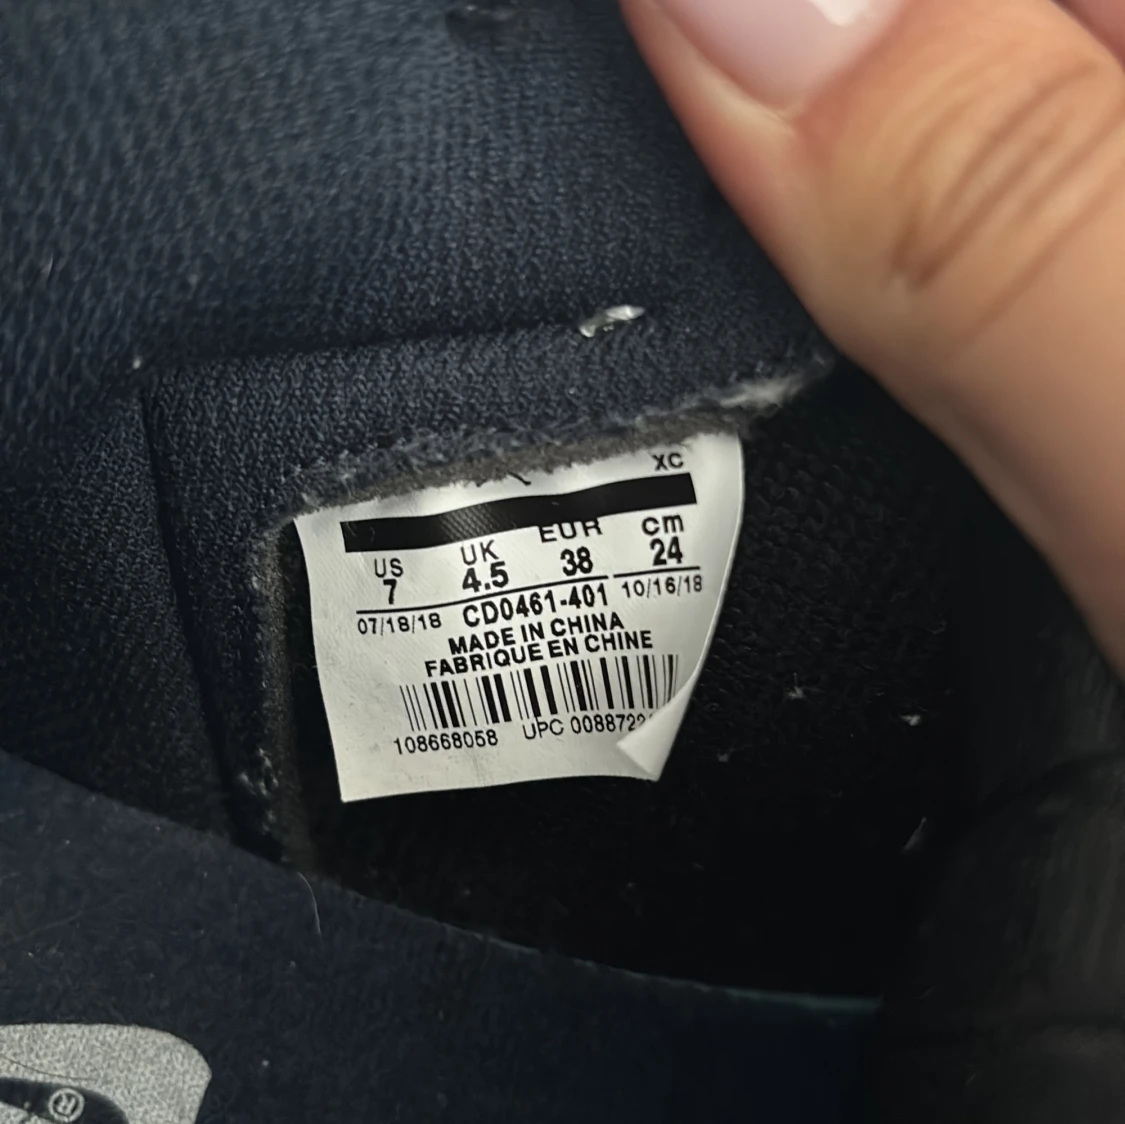 XC
US UK EUR cm
7 4.5 38 24
07/18/18 CD0461-401 10/16/18
MADE IN CHINA
FABRIQUE EN CHINE
108668058 UPC
®